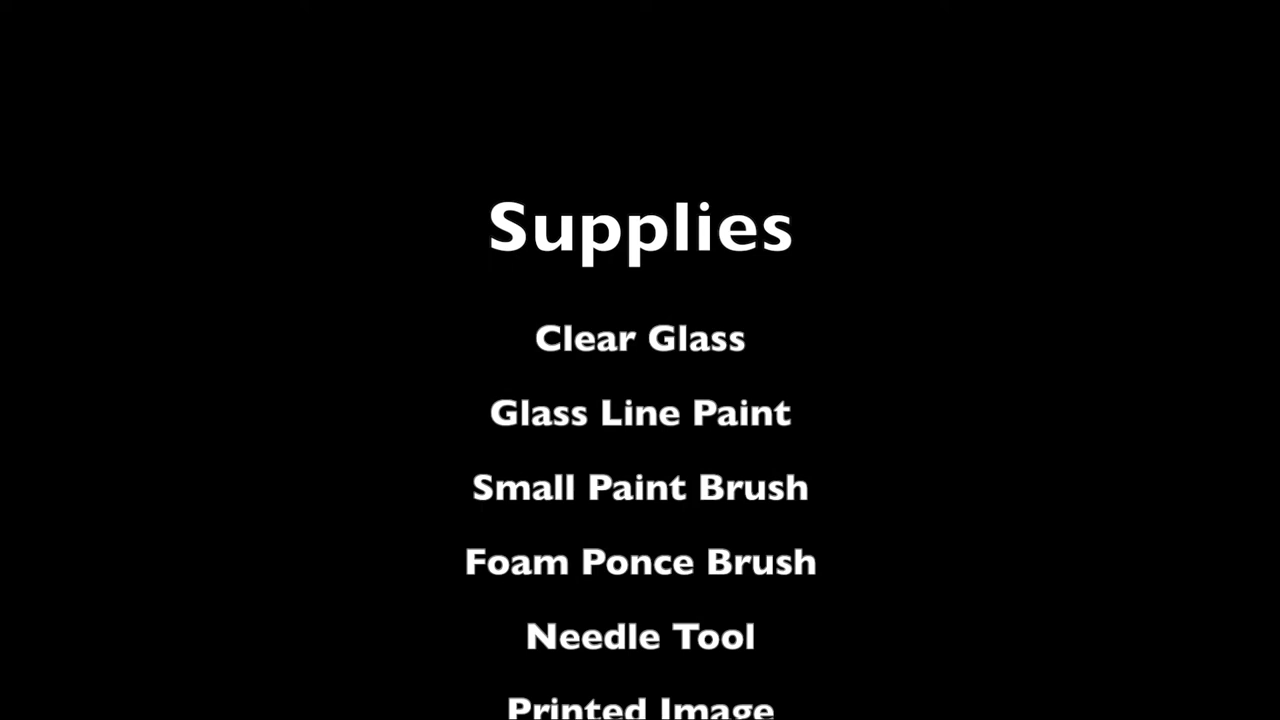 Supplies
Clear Glass
Glass Line Paint
Small Paint Brush
Foam Ponce Brush
Needle Tool
Printed Image